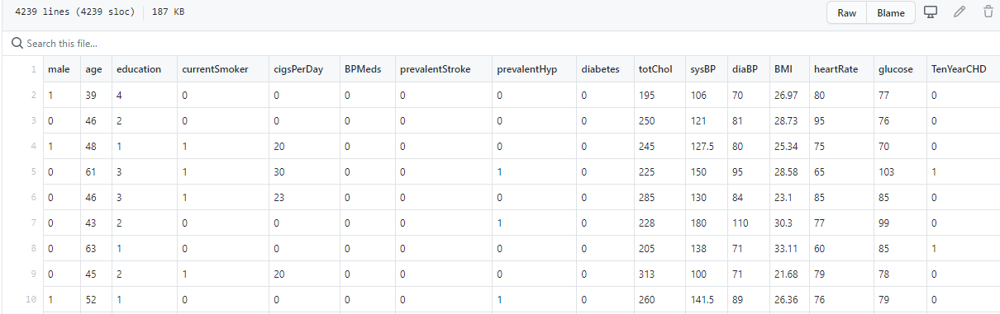 4239 lines (4239 sloc) 187 KB Raw Blame
Search this file...
1 male age education currentSmoker cigsPerDay BPMeds prevalentStroke prevalentHyp diabetes totChol sysBP diaBP BMI heartRate glucose TenYearCHD
2 1 39 4 0 0 0 0 0 0 195 106 70 26.97 80 77 0
3 0 46 2 0 0 0 0 0 0 250 121 81 28.73 95 76 0
4 1 48 1 1 20 0 0 0 0 245 127.5 80 25.34 75 70 0
5 0 61 3 1 30 0 0 1 0 225 150 95 28.58 65 103 1
6 0 46 3 1 23 0 0 0 0 285 130 84 23.1 85 85 0
7 0 43 2 0 0 0 0 1 0 228 180 110 30.3 77 99 0
8 0 63 1 0 0 0 0 0 0 205 138 71 33.11 60 85 1
9 0 45 2 1 20 0 0 0 0 313 100 71 21.68 79 78 0
10 1 52 1 0 0 0 0 1 0 260 141.5 89 26.36 76 79 0